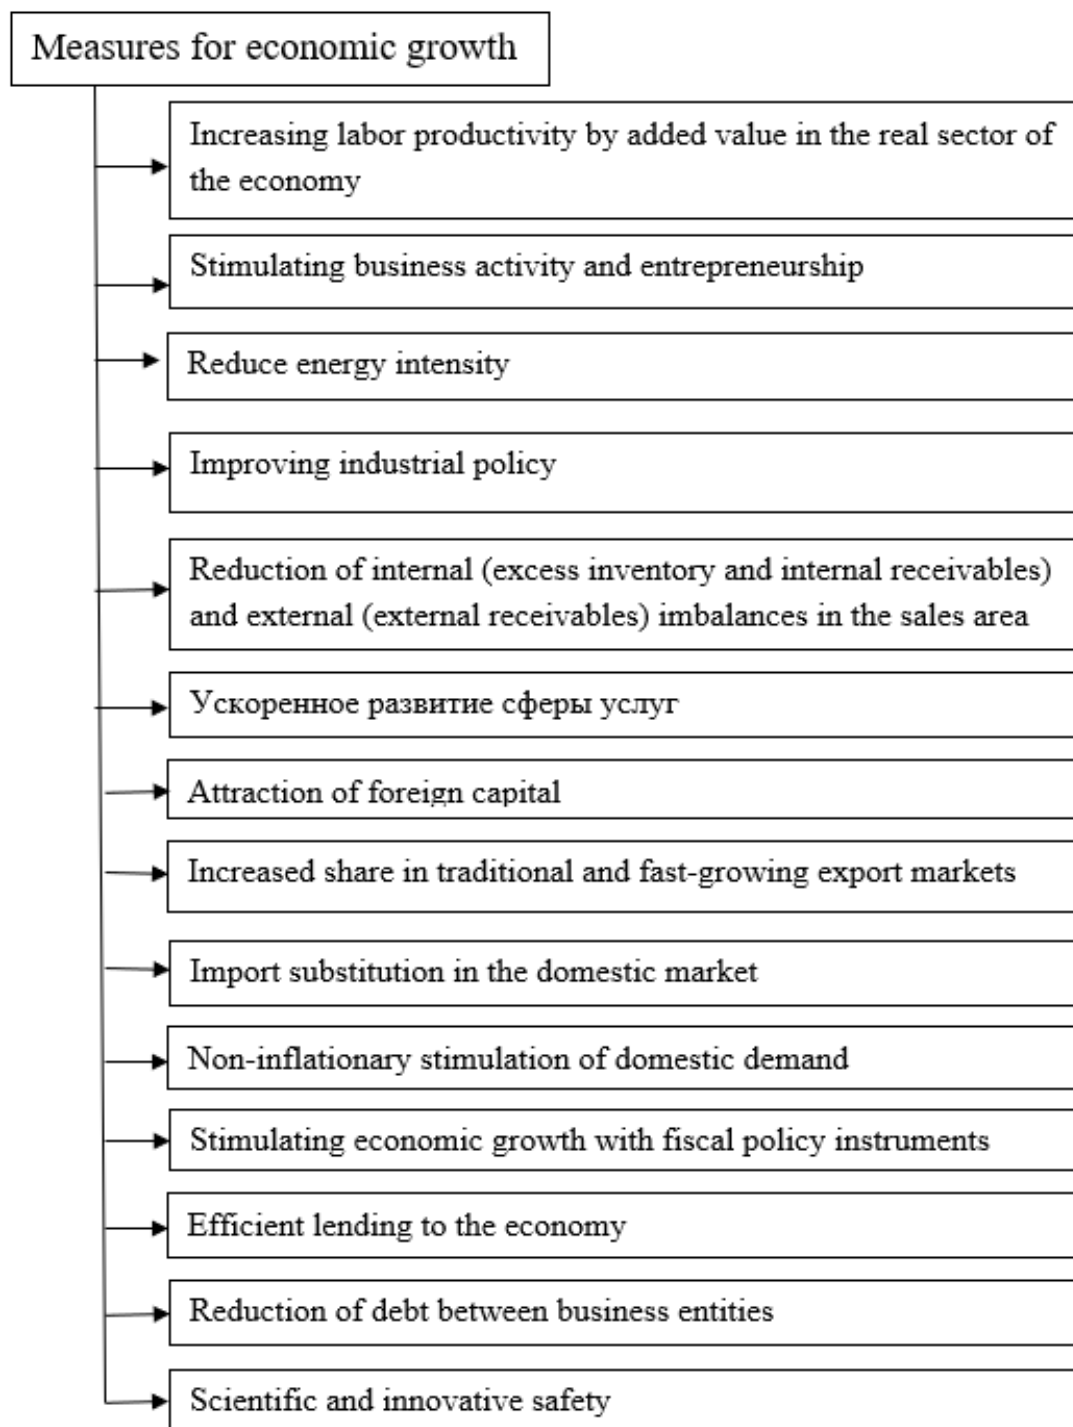 Measures for economic growth
Increasing labor productivity by added value in the real sector of
the economy
Stimulating business activity and entrepreneurship
Reduce energy intensity
Improving industrial policy
Reduction of internal (excess inventory and internal receivables)
and external (external receivables) imbalances in the sales area
Ускоренное развитие сферы услуг
Attraction of foreign capital
Increased share in traditional and fast-growing export markets
Import substitution in the domestic market
Non-inflationary stimulation of domestic demand
Stimulating economic growth with fiscal policy instruments
Efficient lending to the economy
Reduction of debt between business entities
Scientific and innovative safety